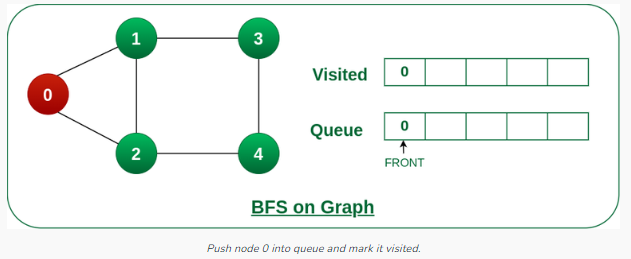 1 3
Visited 0
0
Queue 0
2 4
FRONT
BFS on Graph
Push node 0 into queue and mark it visited.